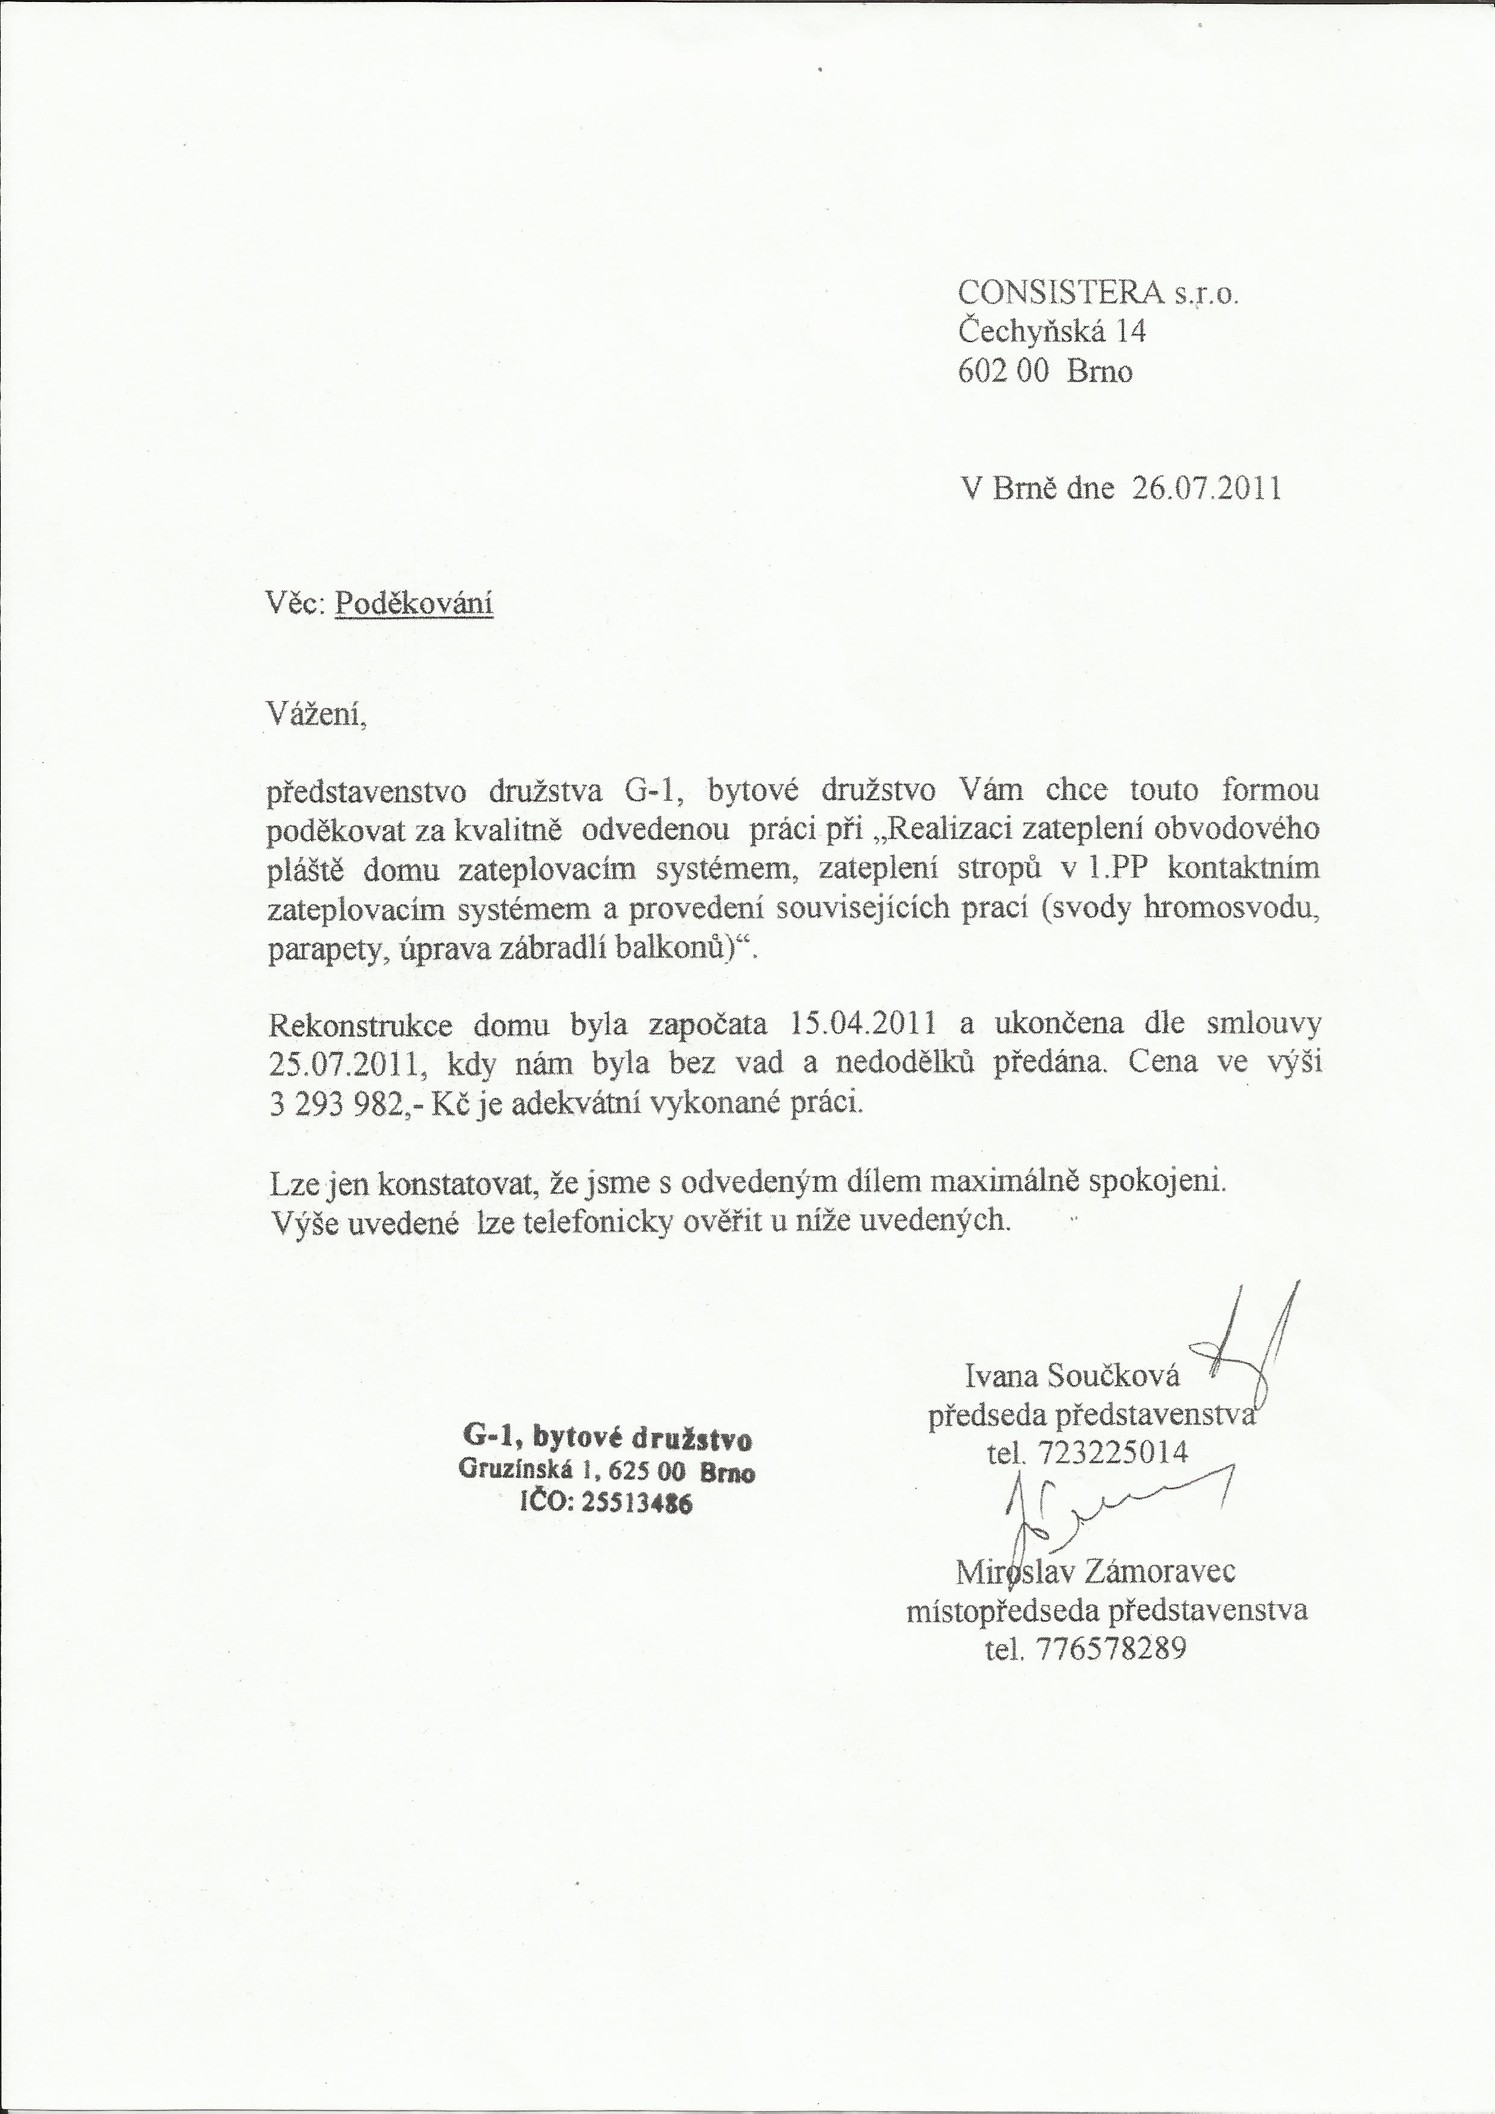 CONSISTERA s.r.o.
Čechyňská 14
602 00 Brno
V Brně dne 26.07.2011
Věc: Poděkování
Vážení,
představenstvo družstva G-1, bytové družstvo Vám chce touto formou
poděkovat za kvalitně odvedenou práci při „Realizaci zateplení obvodového
pláště domu zateplovacím systémem, zateplení stropů v 1.PP kontaktním
zateplovacím systémem a provedení souvisejících prací (svody hromosvodu,
parapety, úprava zábradlí balkonů)“.
Rekonstrukce domu byla započata 15.04.2011 a ukončena dle smlouvy
25.07.2011, kdy nám byla bez vad a nedodělků předána. Cena ve výši
3 293 982,- Kč je adekvátní vykonané práci.
Lze jen konstatovat, že jsme s odvedeným dílem maximálně spokojeni.
Výše uvedené lze telefonicky ověřit u níže uvedených.
Ivana Součková
předseda představenstva
tel. 723225014
G-1, bytové družstvo
Gruzínská 1, 625 00 Brno
IČO: 25513486
Miroslav Zámoravec
místopředseda představenstva
tel. 776578289